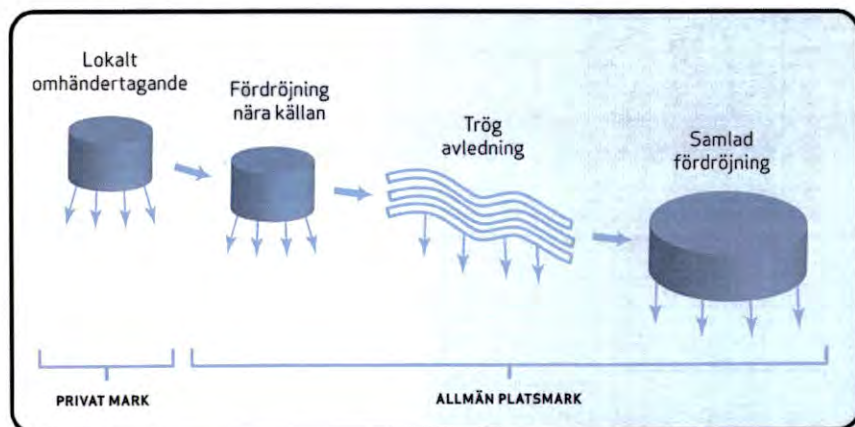 Lokalt
omhändertagande
Fördröjning
nära källan
Trög
avledning
Samlad
fördröjning
PRIVAT MARK
ALLMÄN PLATSMARK